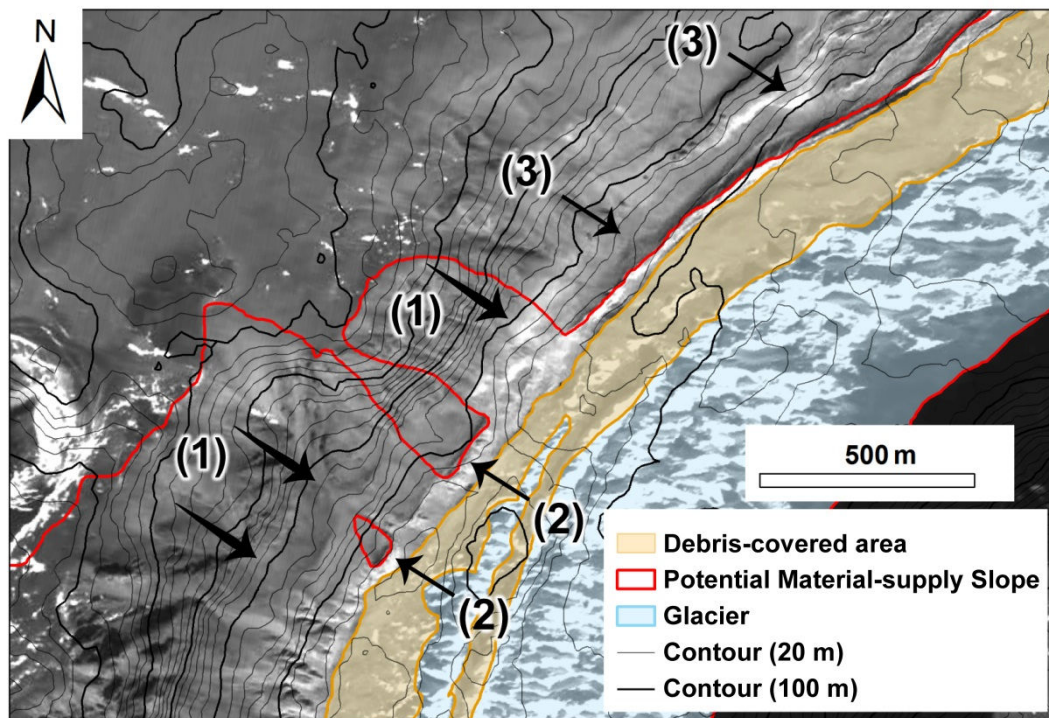 N
(3)
(3)
(1)
(1)
(2)
(2)
500 m
Debris-covered area
Potential Material-supply Slope
Glacier
Contour (20 m)
Contour (100 m)